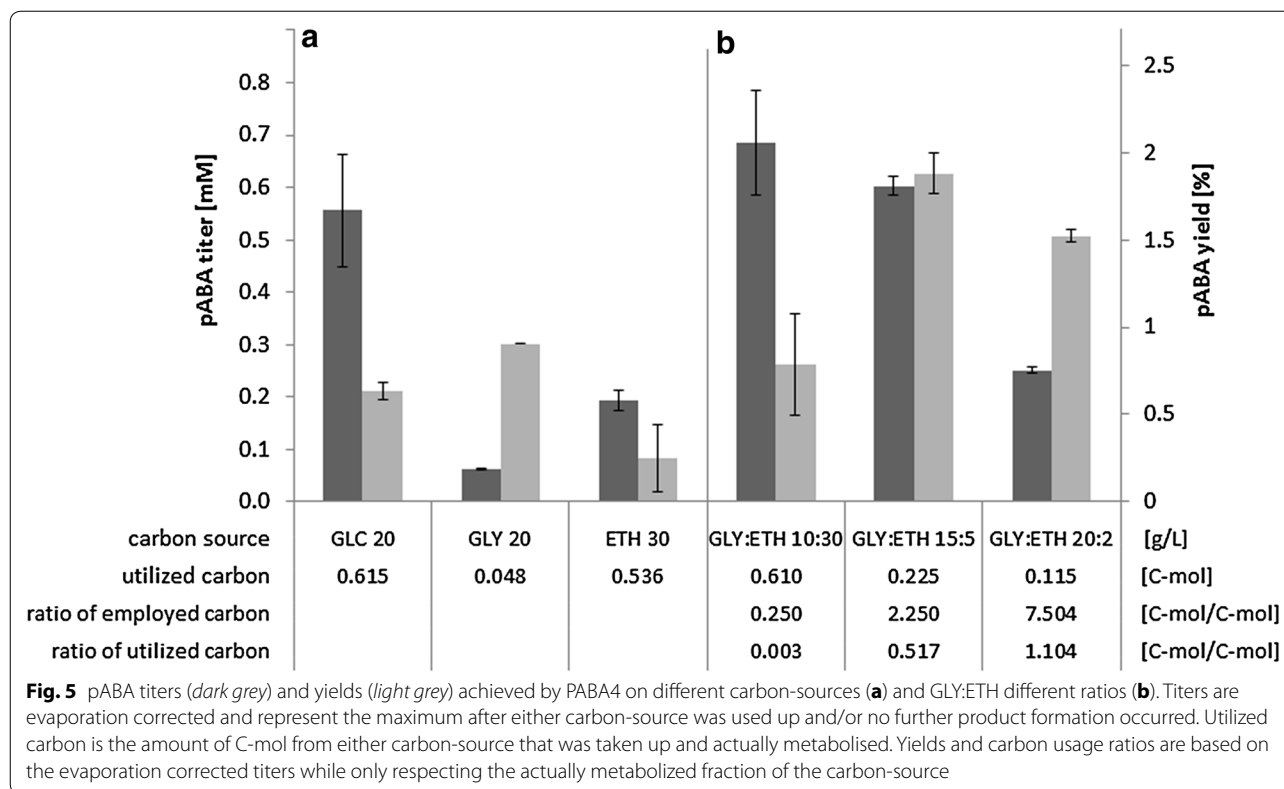 a
b
pABA titer [mM]
0.8
0.7
0.6
0.5
0.4
0.3
0.2
0.1
0.0
pABA yield [%]
2.5
2
1.5
1
0.5
0
carbon source GLC 20 GLY 20 ETH 30 GLY:ETH 10:30 GLY:ETH 15:5 GLY:ETH 20:2 [g/L]
utilized carbon 0.615 0.048 0.536 0.610 0.225 0.115 [C-mol]
ratio of employed carbon 0.250 2.250 7.504 [C-mol/C-mol]
ratio of utilized carbon 0.003 0.517 1.104 [C-mol/C-mol]
Fig. 5 pABA titers (dark grey) and yields (light grey) achieved by PABA4 on different carbon-sources (a) and GLY:ETH different ratios (b). Titers are
evaporation corrected and represent the maximum after either carbon-source was used up and/or no further product formation occurred. Utilized
carbon is the amount of C-mol from either carbon-source that was taken up and actually metabolised. Yields and carbon usage ratios are based on
the evaporation corrected titers while only respecting the actually metabolized fraction of the carbon-source